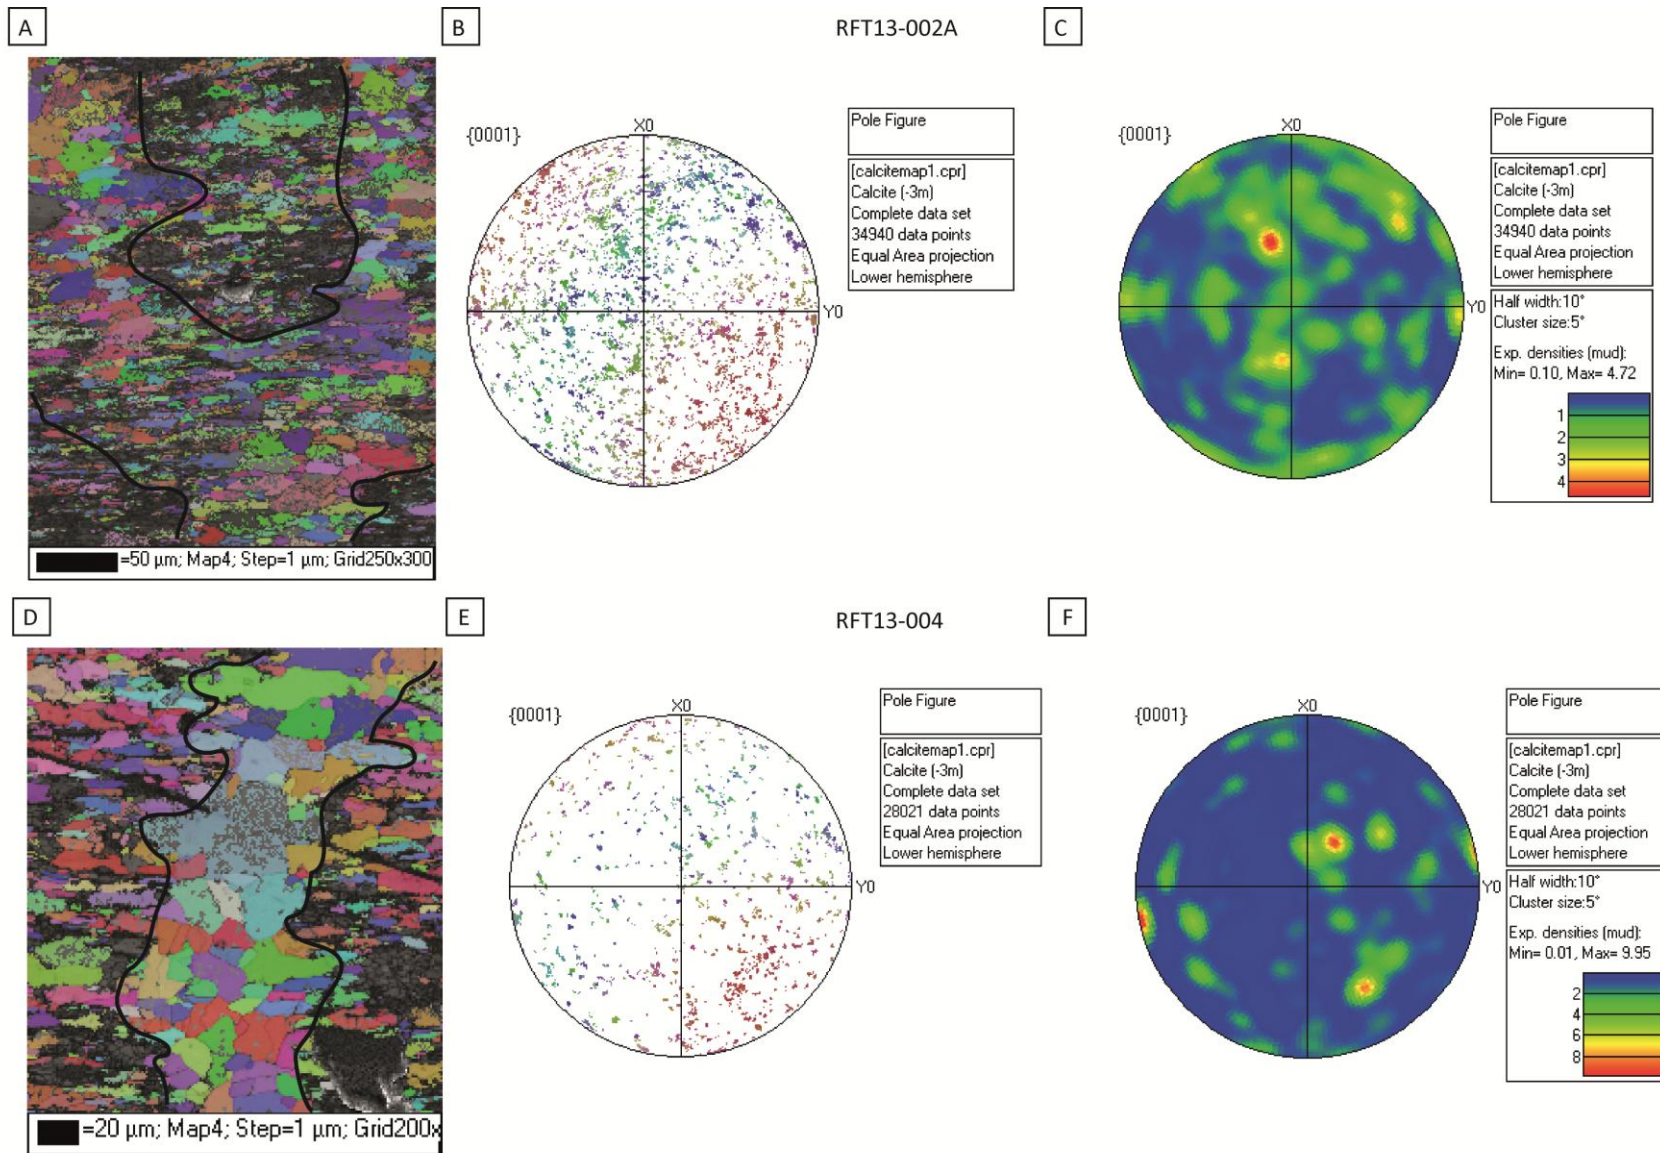 A
B
RFT13-002A
C
{0001}
X0
Y0
Pole Figure
[calcitemap1.cpr]
Calcite (-3m)
Complete data set
34940 data points
Equal Area projection
Lower hemisphere
{0001}
X0
Y0
Pole Figure
[calcitemap1.cpr]
Calcite (-3m)
Complete data set
34940 data points
Equal Area projection
Lower hemisphere
Half width:10°
Cluster size:5°
Exp. densities (mud):
Min= 0.10, Max= 4.72
1
2
3
4
=50 μm; Map4; Step=1 μm; Grid250x300
D
E
RFT13-004
F
{0001}
X0
Y0
Pole Figure
[calcitemap1.cpr]
Calcite (-3m)
Complete data set
28021 data points
Equal Area projection
Lower hemisphere
{0001}
X0
Y0
Pole Figure
[calcitemap1.cpr]
Calcite (-3m)
Complete data set
28021 data points
Equal Area projection
Lower hemisphere
Half width:10°
Cluster size:5°
Exp. densities (mud):
Min= 0.01, Max= 9.95
2
4
6
8
=20 μm; Map4; Step=1 μm; Grid200x